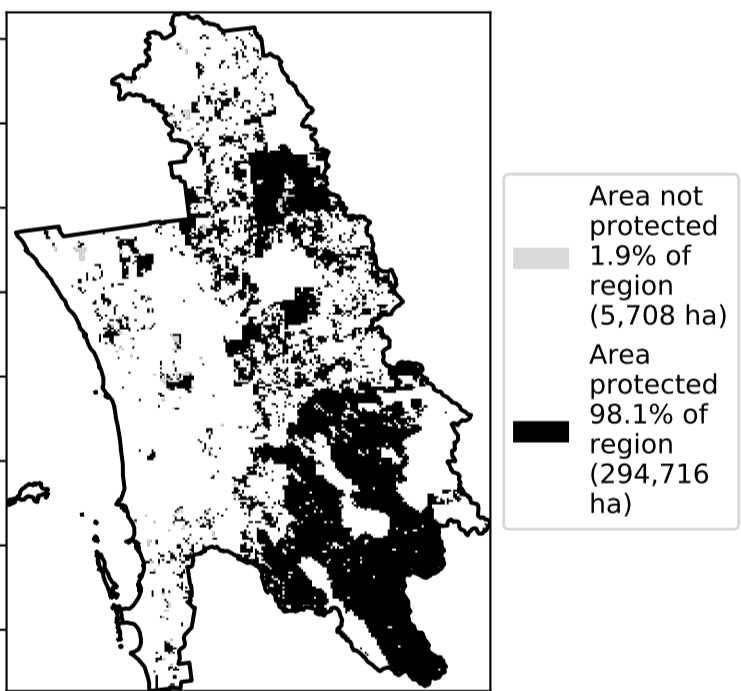 Area not
protected
1.9% of
region
(5,708 ha)
Area
protected
98.1% of
region
(294,716
ha)